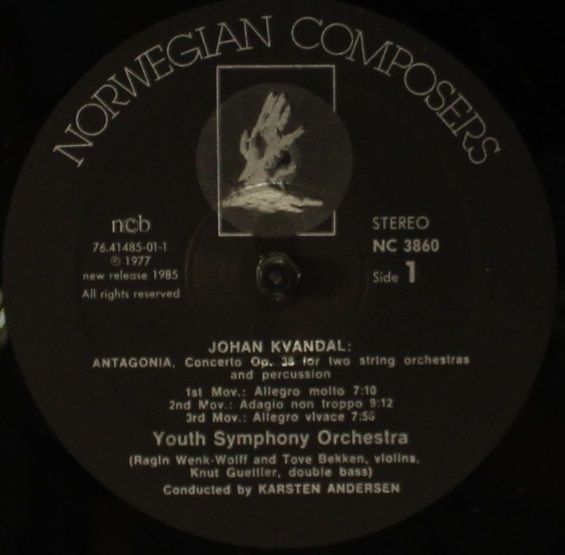 NORWEGIAN COMPOSERS
ncb
76.41485-01-1
℗ 1977
new release 1985
All rights reserved
STEREO
NC 3860
Side 1
JOHAN KVANDAL:
ANTAGONIA, Concerto Op. 38 for two string orchestras
and percussion
1st Mov.: Allegro molto 7:10
2nd Mov.: Adagio non troppo 9:12
3rd Mov.: Allegro vivace 7:56
Youth Symphony Orchestra
(Ragin Wenk-Wolff and Tove Bekken, violins,
Knut Guettler, double bass)
Conducted by KARSTEN ANDERSEN